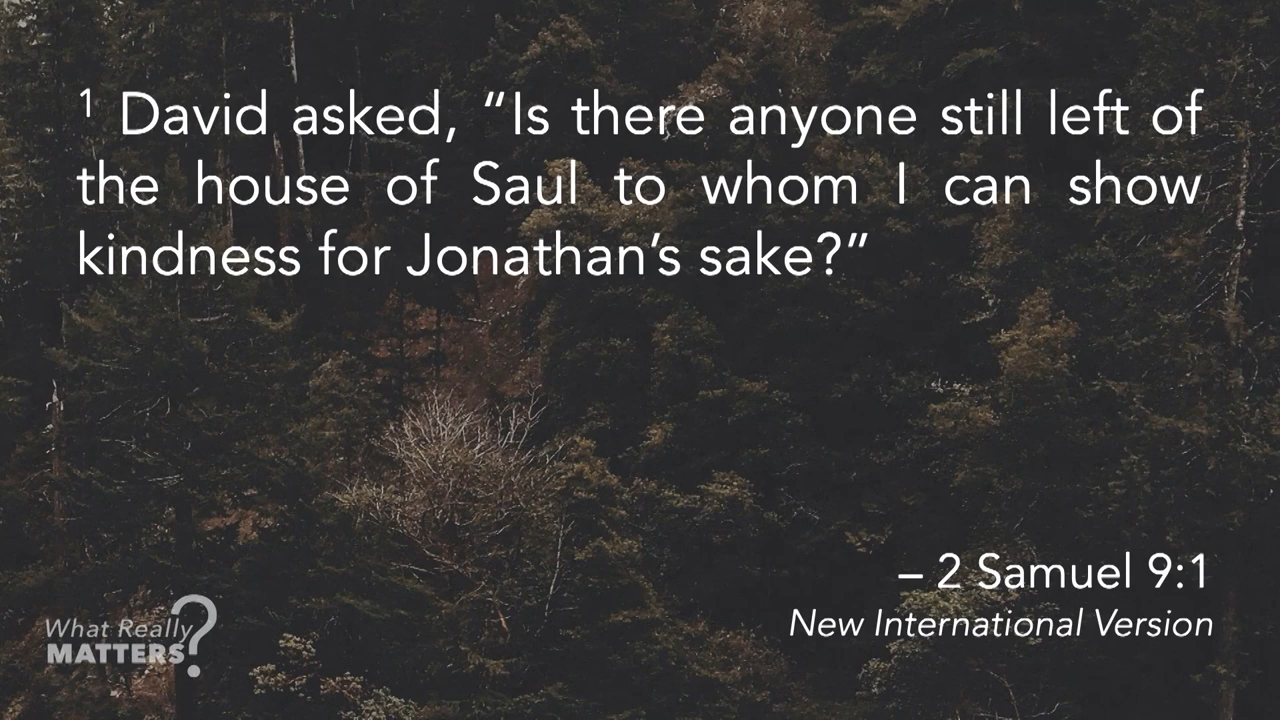 ¹ David asked, “Is there anyone still left of
the house of Saul to whom I can show
kindness for Jonathan’s sake?”
– 2 Samuel 9:1
New International Version
What Really
MATTERS?